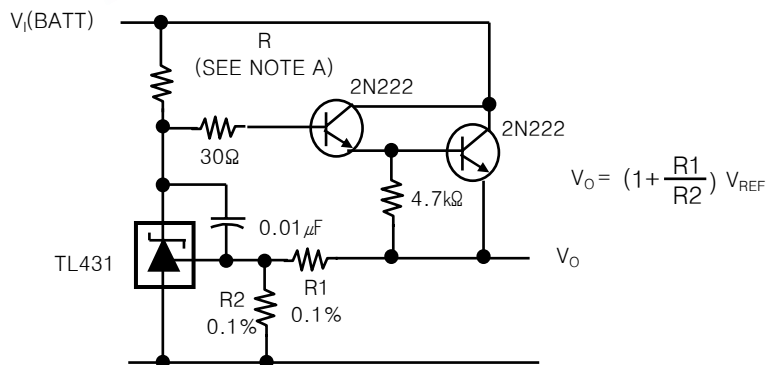 V_I(BATT)
R
(SEE NOTE A)
2N222
2N222
30Ω
4.7kΩ
V_O = (1+ R1/R2) V_REF
0.01µF
TL431
V_O
R2
0.1%
R1
0.1%